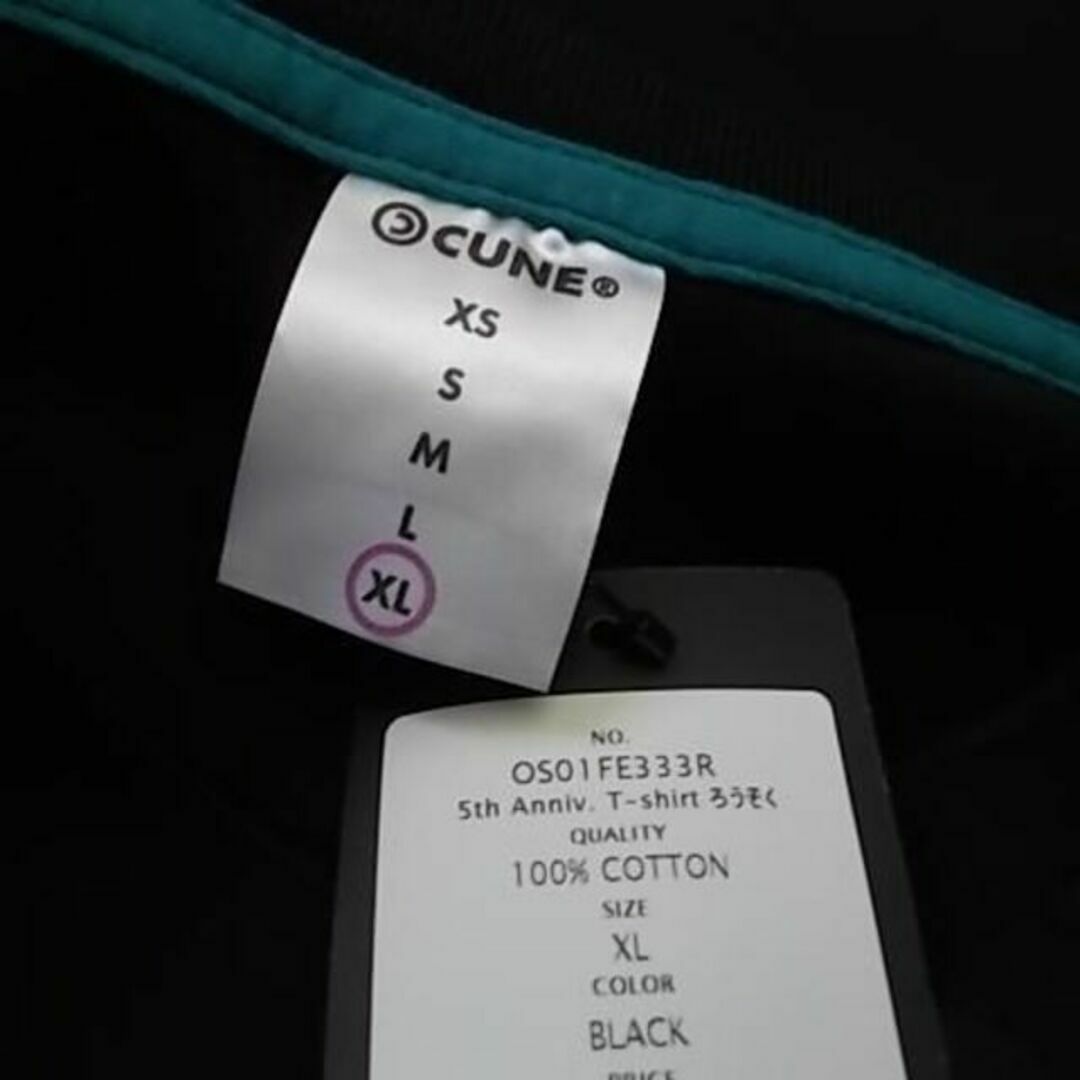 CUNE®
XS
S
M
L
XL
NO.
OS01FE333R
5th Anniv. T-shirt ろうそく
QUALITY
100% COTTON
SIZE
XL
COLOR
BLACK
PRICE